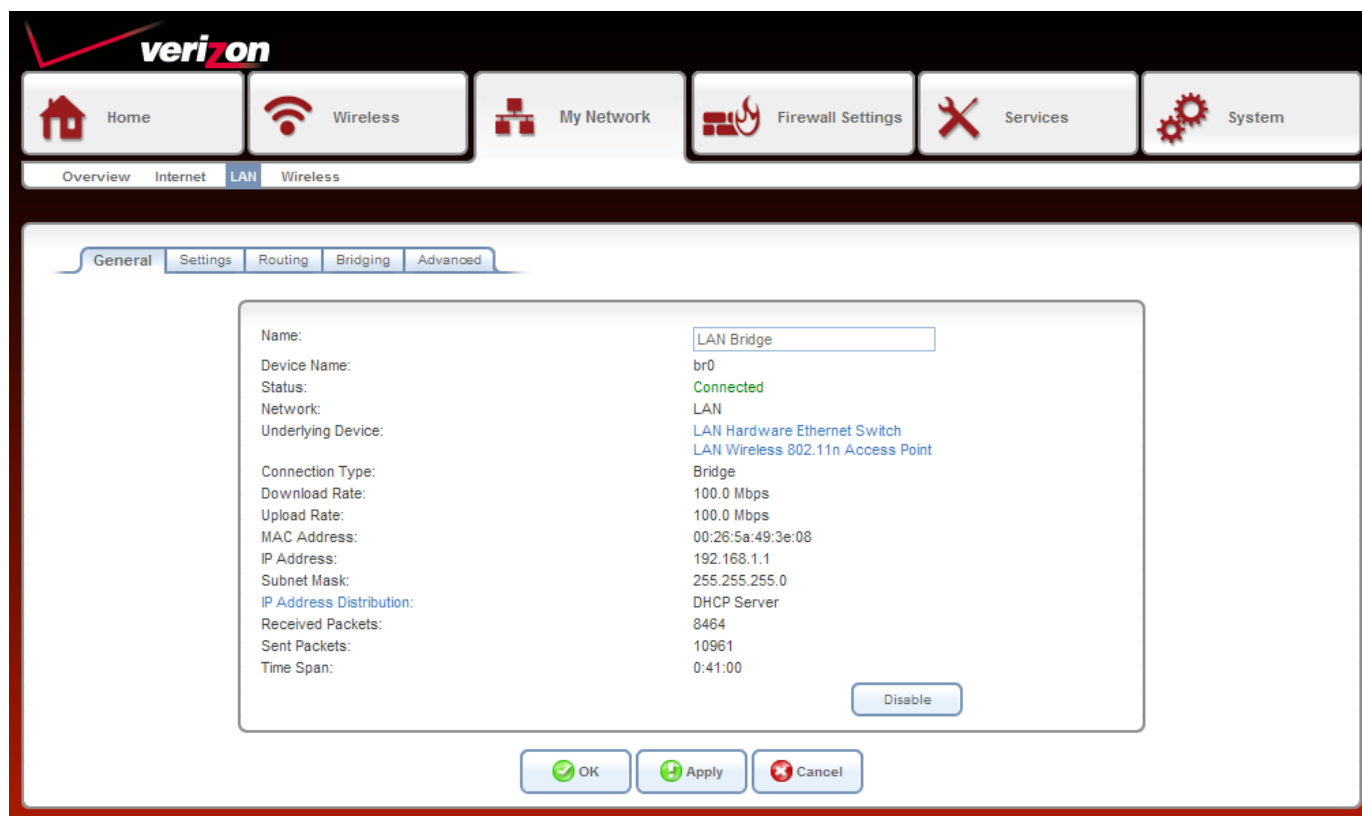 verizon
Home Wireless My Network Firewall Settings Services System
Overview Internet LAN Wireless
General Settings Routing Bridging Advanced
Name: LAN Bridge
Device Name: br0
Status: Connected
Network: LAN
Underlying Device: LAN Hardware Ethernet Switch
LAN Wireless 802.11n Access Point
Connection Type: Bridge
Download Rate: 100.0 Mbps
Upload Rate: 100.0 Mbps
MAC Address: 00:26:5a:49:3e:08
IP Address: 192.168.1.1
Subnet Mask: 255.255.255.0
IP Address Distribution: DHCP Server
Received Packets: 8464
Sent Packets: 10961
Time Span: 0:41:00
Disable
OK Apply Cancel